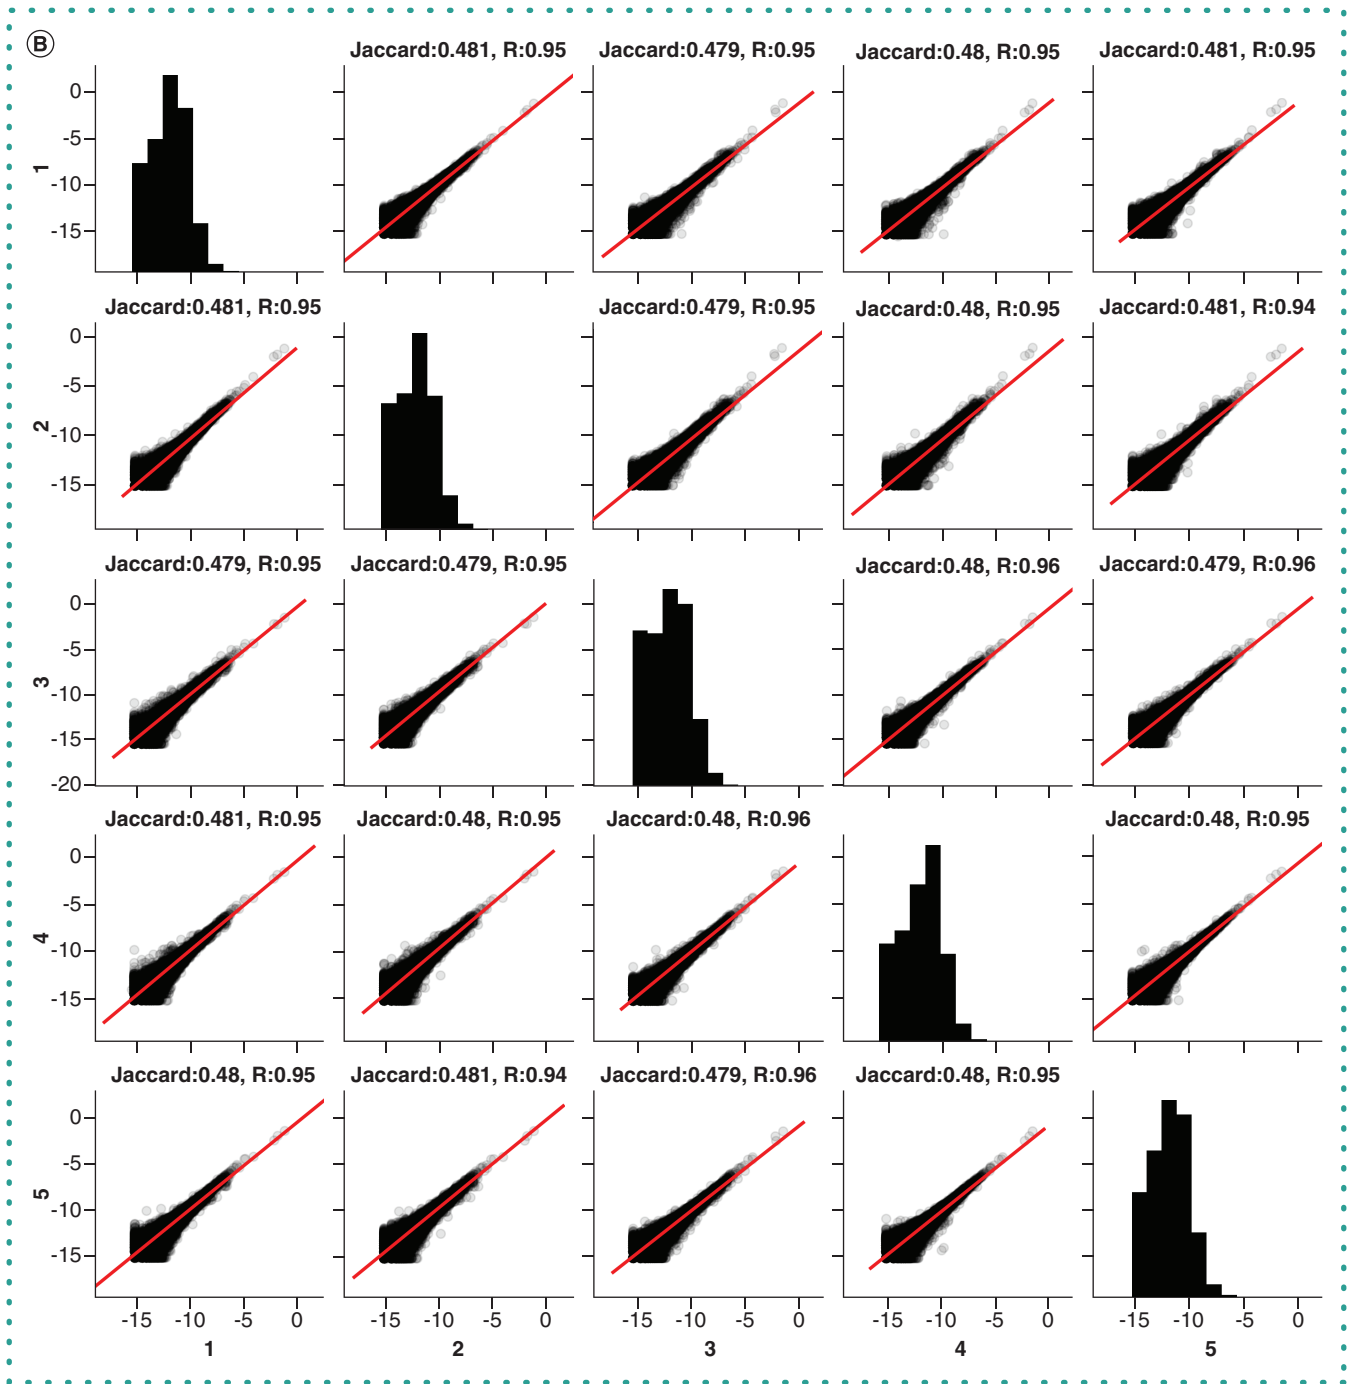 B
Jaccard:0.481, R:0.95
Jaccard:0.479, R:0.95
Jaccard:0.48, R:0.95
Jaccard:0.481, R:0.95
0
-5
-10
-15
1
Jaccard:0.481, R:0.95
Jaccard:0.479, R:0.95
Jaccard:0.48, R:0.95
Jaccard:0.481, R:0.94
0
-5
-10
-15
2
Jaccard:0.479, R:0.95
Jaccard:0.479, R:0.95
Jaccard:0.48, R:0.96
Jaccard:0.479, R:0.96
0
-5
-10
-15
-20
3
Jaccard:0.481, R:0.95
Jaccard:0.48, R:0.95
Jaccard:0.48, R:0.96
Jaccard:0.48, R:0.95
0
-5
-10
-15
4
Jaccard:0.48, R:0.95
Jaccard:0.481, R:0.94
Jaccard:0.479, R:0.96
Jaccard:0.48, R:0.95
0
-5
-10
-15
5
-15 -10 -5 0
-15 -10 -5 0
-15 -10 -5 0
-15 -10 -5 0
-15 -10 -5 0
1
2
3
4
5